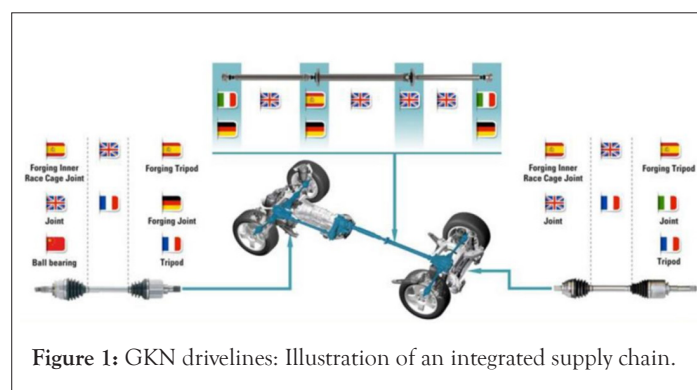 Forging Inner
Race Cage Joint
Forging Tripod
Joint
Forging Joint
Ball bearing
Tripod
Forging Inner
Race Cage Joint
Forging Tripod
Joint
Joint
Tripod
Figure 1: GKN drivelines: Illustration of an integrated supply chain.